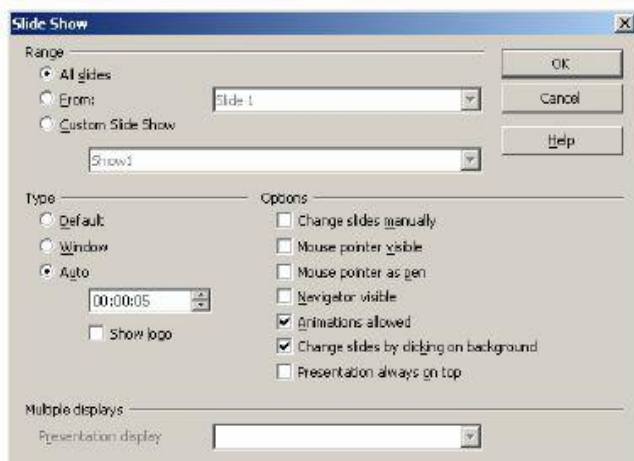 Slide Show
Range
All slides
OK
From:
Slide 1
Cancel
Custom Slide Show
Help
Show1
Type
Options
Default
Change slides manually
Window
Mouse pointer visible
Auto
Mouse pointer as pen
00:00:05
Navigator visible
Show logo
Animations allowed
Change slides by clicking on background
Presentation always on top
Multiple displays
Presentation display